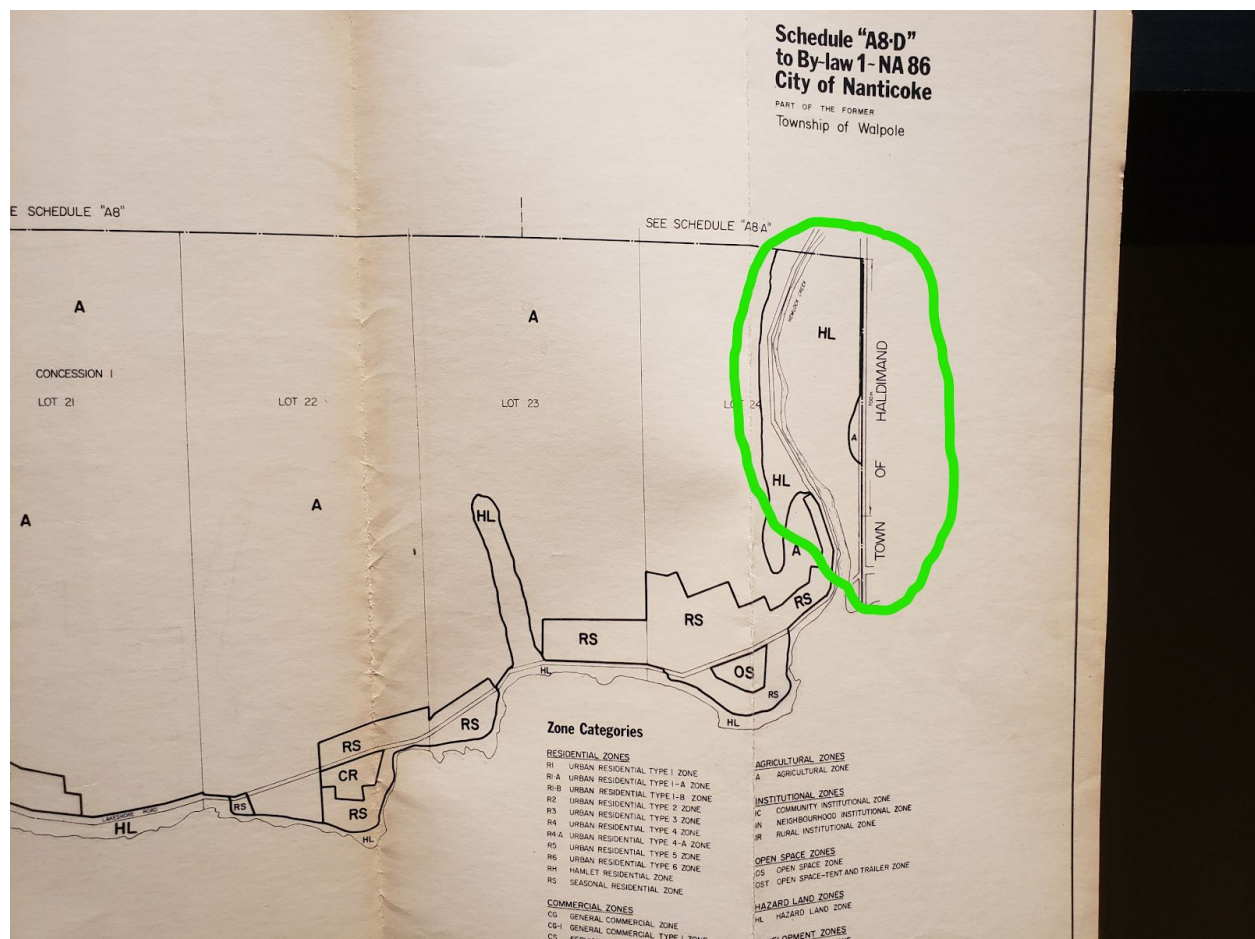 Schedule “A8-D”
to By-law 1-NA 86
City of Nanticoke
PART OF THE FORMER
Township of Walpole
E SCHEDULE "A8"
SEE SCHEDULE "A8 A"
A
A
HEMLOCK CREEK
HL
CONCESSION I
LOT 21
LOT 22
LOT 23
LOT 24
TOWN OF HALDIMAND
A
HL
A
A
HL
A
RS
RS
RS
HL
OS
RS
HL
RS
RS
CR
RS
HL
RS
LAKESHORE ROAD
HL
Zone Categories
RESIDENTIAL ZONES
R1 URBAN RESIDENTIAL TYPE 1 ZONE
R1-A URBAN RESIDENTIAL TYPE 1-A ZONE
R1-B URBAN RESIDENTIAL TYPE 1-B ZONE
R2 URBAN RESIDENTIAL TYPE 2 ZONE
R3 URBAN RESIDENTIAL TYPE 3 ZONE
R4 URBAN RESIDENTIAL TYPE 4 ZONE
R4-A URBAN RESIDENTIAL TYPE 4-A ZONE
R5 URBAN RESIDENTIAL TYPE 5 ZONE
R6 URBAN RESIDENTIAL TYPE 6 ZONE
RH HAMLET RESIDENTIAL ZONE
RS SEASONAL RESIDENTIAL ZONE
COMMERCIAL ZONES
CG GENERAL COMMERCIAL ZONE
CG-1 GENERAL COMMERCIAL TYPE 1 ZONE
CS
AGRICULTURAL ZONES
A AGRICULTURAL ZONE
INSTITUTIONAL ZONES
IC COMMUNITY INSTITUTIONAL ZONE
IN NEIGHBOURHOOD INSTITUTIONAL ZONE
IR RURAL INSTITUTIONAL ZONE
OPEN SPACE ZONES
OS OPEN SPACE ZONE
OST OPEN SPACE-TENT AND TRAILER ZONE
HAZARD LAND ZONES
HL HAZARD LAND ZONE
ELOPMENT ZONES